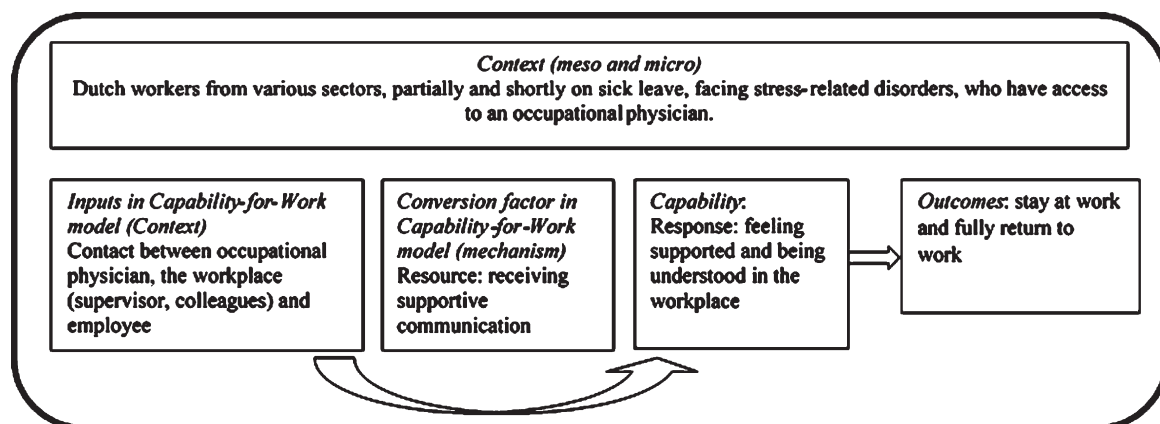 Context (meso and micro)
Dutch workers from various sectors, partially and shortly on sick leave, facing stress-related disorders, who have access
to an occupational physician.
Inputs in Capability-for-Work
model (Context)
Contact between occupational
physician, the workplace
(supervisor, colleagues) and
employee
Conversion factor in
Capability-for-Work
model (mechanism)
Resource: receiving
supportive
communication
Capability:
Response: feeling
supported and being
understood in the
workplace
Outcomes: stay at work
and fully return to
work